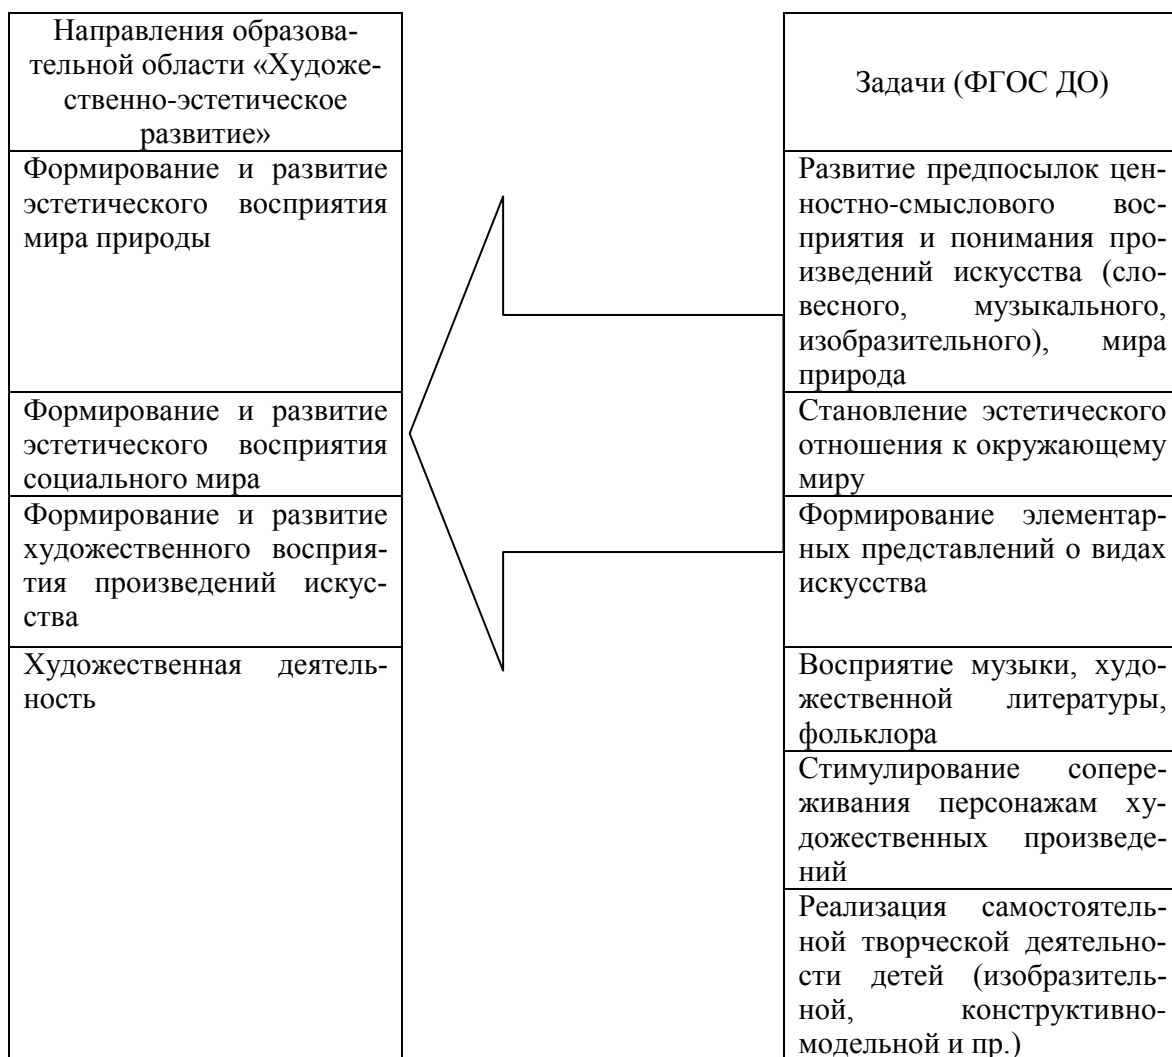 Направления образова-
тельной области «Художе-
ственно-эстетическое
развитие»
Формирование и развитие
эстетического восприятия
мира природы
Формирование и развитие
эстетического восприятия
социального мира
Формирование и развитие
художественного восприя-
тия произведений искус-
ства
Художественная деятель-
ность
Задачи (ФГОС ДО)
Развитие предпосылок цен-
ностно-смыслового вос-
приятия и понимания про-
изведений искусства (сло-
весного, музыкального,
изобразительного), мира
природа
Становление эстетического
отношения к окружающему
миру
Формирование элементар-
ных представлений о видах
искусства
Восприятие музыки, худо-
жественной литературы,
фольклора
Стимулирование сопере-
живания персонажам ху-
дожественных произведе-
ний
Реализация самостоятель-
ной творческой деятельно-
сти детей (изобразитель-
ной, конструктивно-
модельной и пр.)